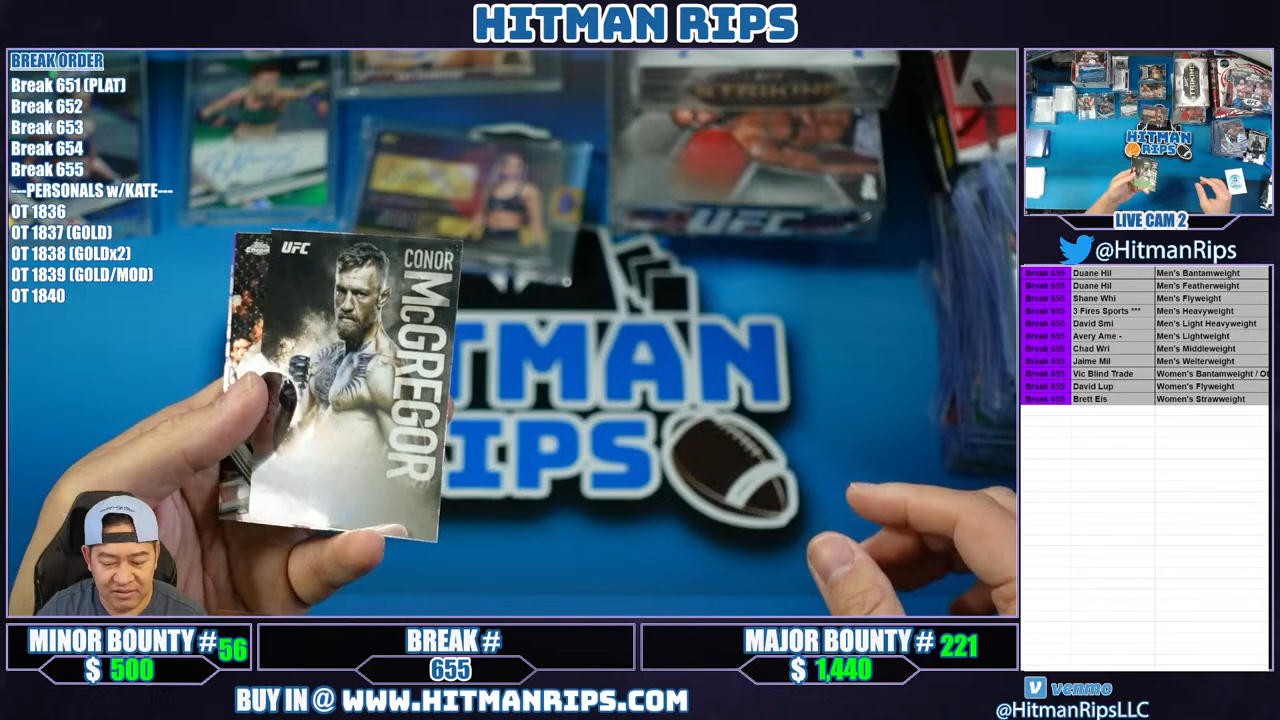 HITMAN RIPS
BREAK ORDER
Break 651 (PLAT)
Break 652
Break 653
Break 654
Break 655
---PERSONALS w/KATE---
OT 1836
OT 1837 (GOLD)
OT 1838 (GOLDx2)
OT 1839 (GOLD/MOD)
OT 1840
STRIKING
UFC
UFC
CONOR
McGREGOR
TMAN
IPS
HITMAN
RIPS
LIVE CAM 2
@HitmanRips
Break 655 Duane Hil Men's Bantamweight
Break 655 Duane Hil Men's Featherweight
Break 655 Shane Whi Men's Flyweight
Break 655 3 Fires Sports *** Men's Heavyweight
Break 655 David Smi Men's Light Heavyweight
Break 655 Avery Ame - Men's Lightweight
Break 655 Chad Wri Men's Middleweight
Break 655 Jaime Mil Men's Welterweight
Break 655 Vic Blind Trade Women's Bantamweight / Ot
Break 655 David Lup Women's Flyweight
Break 655 Brett Eis Women's Strawweight
MINOR BOUNTY # 56
$ 500
BREAK #
655
MAJOR BOUNTY # 221
$ 1,440
BUY IN @ WWW.HITMANRIPS.COM
venmo
@HitmanRipsLLC